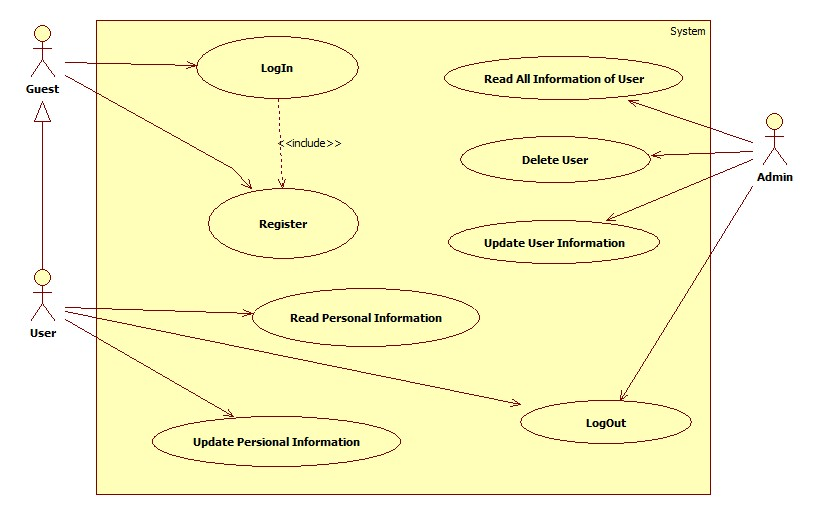 System
Guest
LogIn
Read All Information of User
<<include>>
Delete User
Admin
Register
Update User Information
User
Read Personal Information
LogOut
Update Persional Information